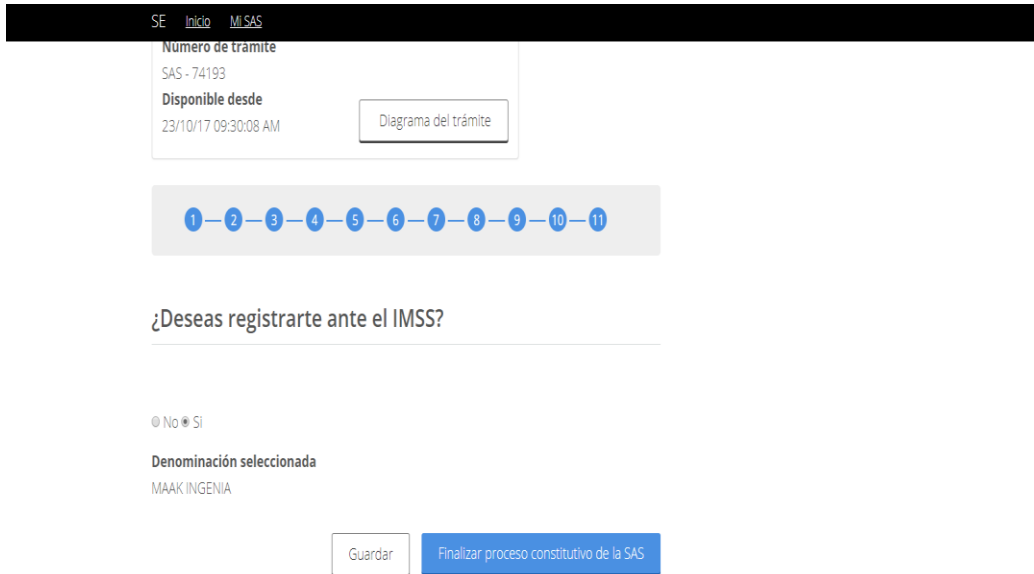 SE Inicio Mi SAS
Número de trámite
SAS - 74193
Disponible desde
23/10/17 09:30:08 AM
Diagrama del trámite
1 2 3 4 5 6 7 8 9 10 11
¿Deseas registrarte ante el IMSS?
No Si
Denominación seleccionada
MAAK INGENIA
Guardar Finalizar proceso constitutivo de la SAS